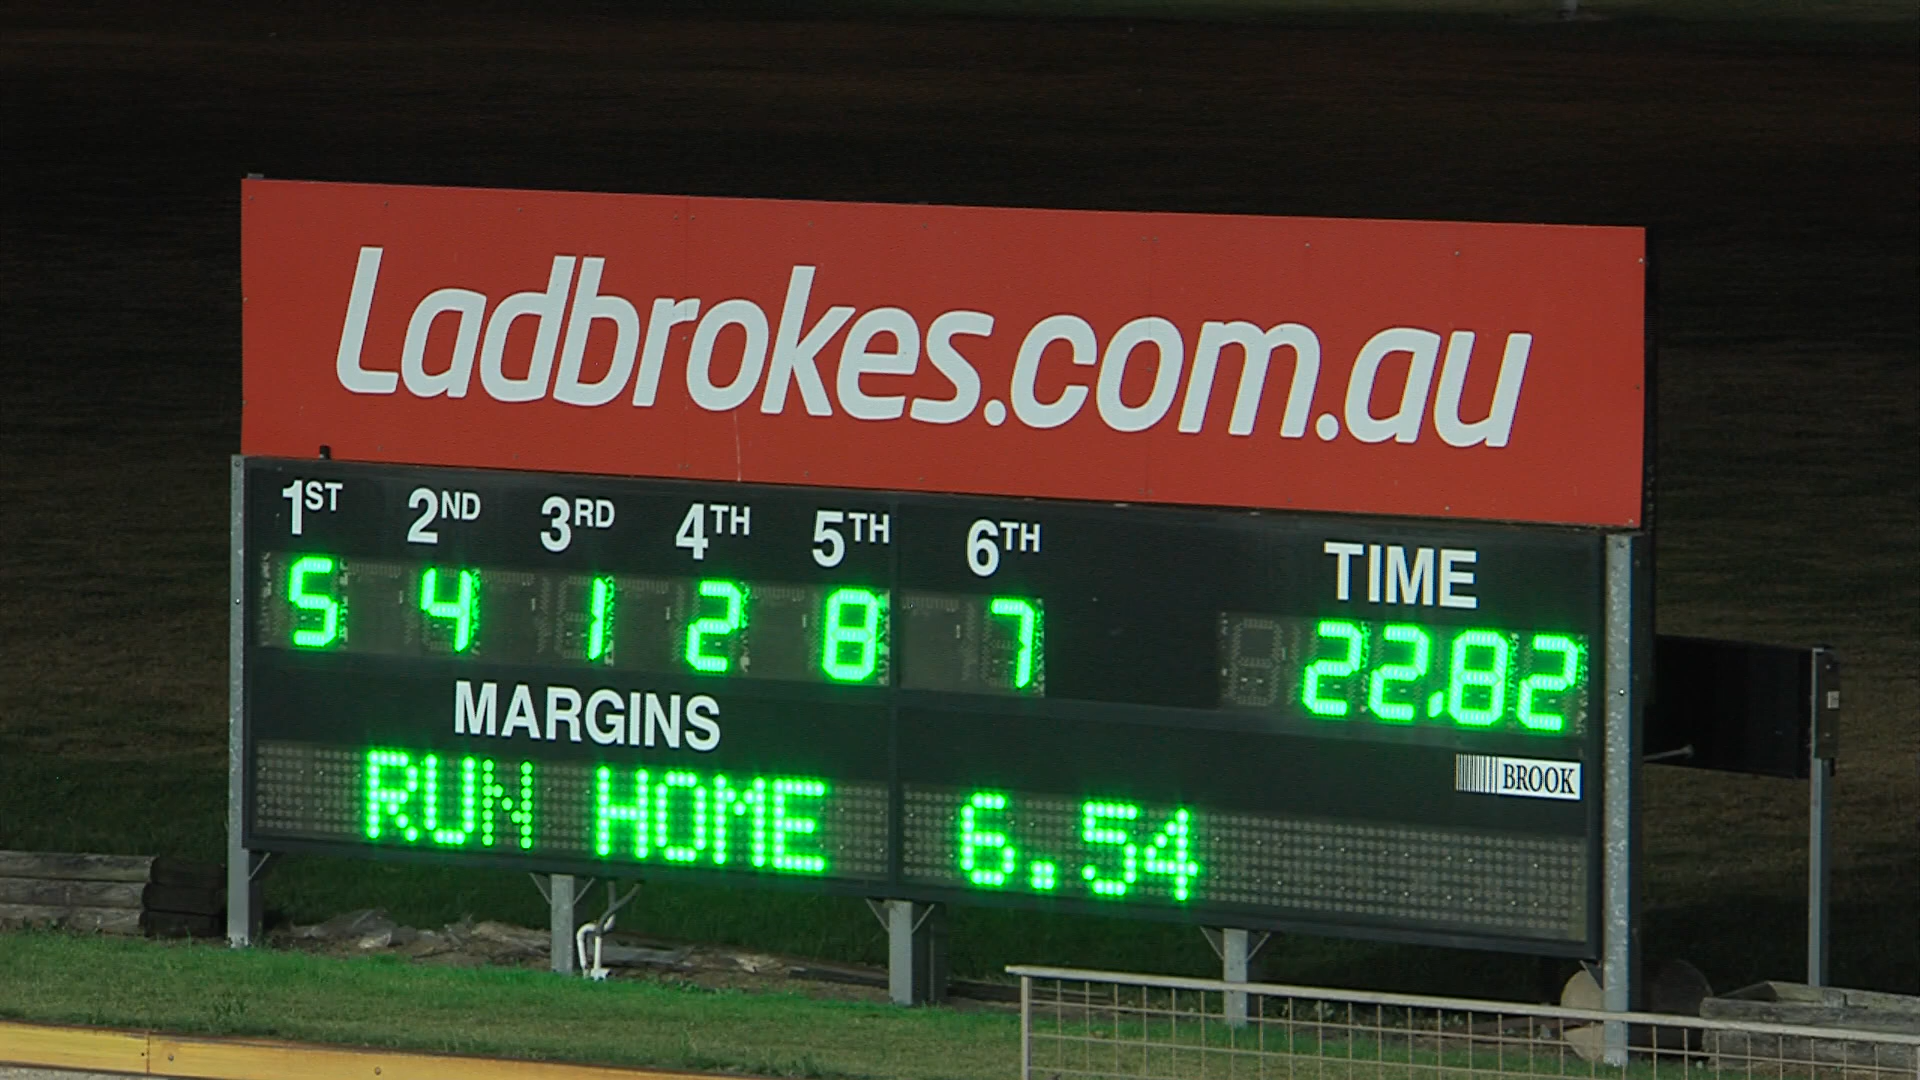 Ladbrokes.com.au
1ST 2ND 3RD 4TH 5TH 6TH TIME
5 4 1 2 8 7 22.82
MARGINS
BROOK
RUN HOME 6.54